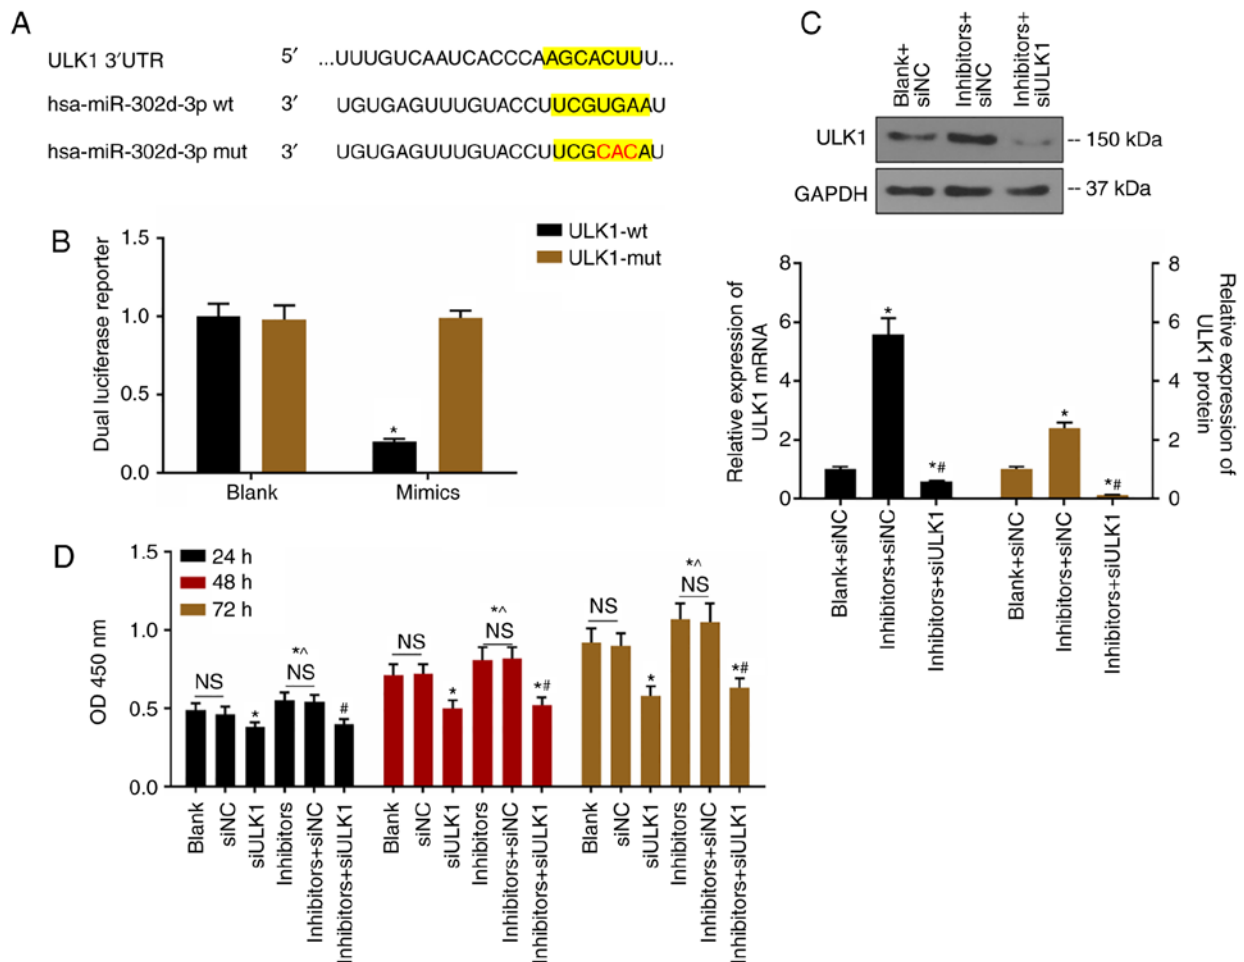 A
ULK1 3′UTR 5′ ...UUUGUCAAUCACCCAAGCACUUU...
hsa-miR-302d-3p wt 3′ UGUGAGUUUGUACCUUCGUGAAU
hsa-miR-302d-3p mut 3′ UGUGAGUUUGUACCUUCGCACAU
B
Dual luciferase reporter
1.5
1.0
0.5
0.0
*
Blank Mimics
ULK1-wt
ULK1-mut
C
Blank+
siNC
Inhibitors+
siNC
Inhibitors+
siULK1
ULK1 -- 150 kDa
GAPDH -- 37 kDa
Relative expression of
ULK1 mRNA
8
6
4
2
0
* *# * *#
8
6
4
2
0
Relative expression of
ULK1 protein
Blank+siNC
Inhibitors+siNC
Inhibitors+siULK1
Blank+siNC
Inhibitors+siNC
Inhibitors+siULK1
D
24 h
48 h
72 h
OD 450 nm
1.5
1.0
0.5
0.0
NS * *^ NS #
NS * *^ NS *#
NS * *^ NS *#
Blank
siNC
siULK1
Inhibitors
Inhibitors+siNC
Inhibitors+siULK1
Blank
siNC
siULK1
Inhibitors
Inhibitors+siNC
Inhibitors+siULK1
Blank
siNC
siULK1
Inhibitors
Inhibitors+siNC
Inhibitors+siULK1